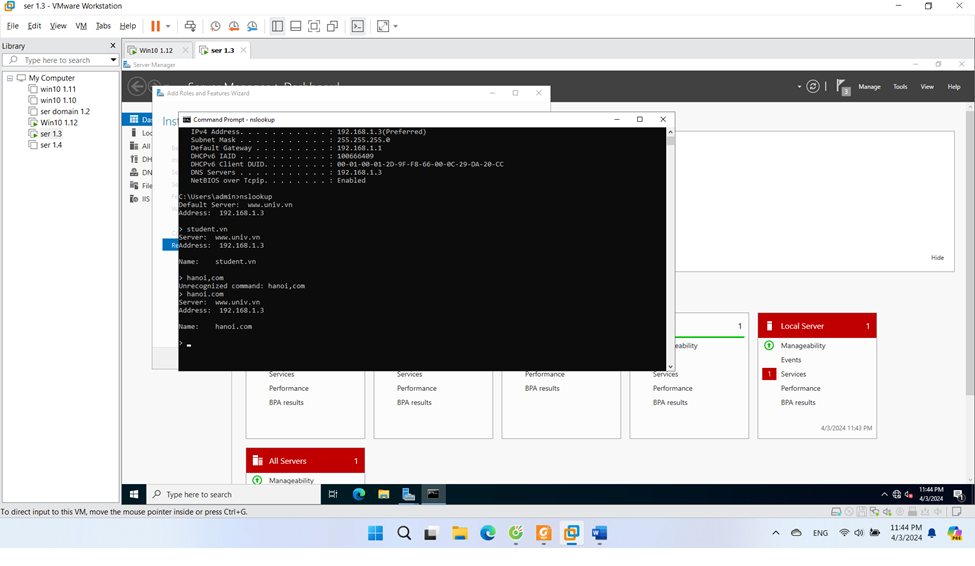 ser 1.3 - VMware Workstation
File Edit View VM Tabs Help
Library
Type here to search
My Computer
win10 1.11
win10 1.10
ser domain 1.2
Win10 1.12
ser 1.3
ser 1.4
Win10 1.12
ser 1.3
Server Manager
3 Manage Tools View Help
Add Roles and Features Wizard
Inst
Command Prompt - nslookup
IPv4 Address. . . . . . . . . . . : 192.168.1.3(Preferred)
Subnet Mask . . . . . . . . . . . : 255.255.255.0
Default Gateway . . . . . . . . . : 192.168.1.1
DHCPv6 IAID . . . . . . . . . . . : 100666409
DHCPv6 Client DUID. . . . . . . . : 00-01-00-01-2D-9F-F8-66-00-0C-29-DA-20-CC
DNS Servers . . . . . . . . . . . : 192.168.1.3
NetBIOS over Tcpip. . . . . . . . : Enabled
C:\Users\admin>nslookup
Default Server:  www.univ.vn
Address:  192.168.1.3
> student.vn
Server:  www.univ.vn
Address:  192.168.1.3
Name:    student.vn
> hanoi,com
Unrecognized command: hanoi,com
> hanoi.com
Server:  www.univ.vn
Address:  192.168.1.3
Name:    hanoi.com
>
Da
Loc
All
DH
DN
File
IIS
Re
Hide
1
eability
Services
Performance
BPA results
Services
Performance
BPA results
Performance
BPA results
Services
Performance
BPA results
Local Server 1
Manageability
Events
1 Services
Performance
BPA results
4/3/2024 11:43 PM
All Servers 1
Manageability
Type here to search
11:44 PM
4/3/2024
To direct input to this VM, move the mouse pointer inside or press Ctrl+G.
ENG
11:44 PM
4/3/2024